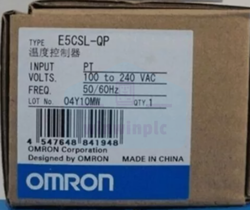 TYPE E5CSL-QP
温度控制器
INPUT PT
VOLTS. 100 to 240 VAC
FREQ. 50/60Hz
LOT No. 04Y10MW QTY.1
4 547648 841948
OMRON Corporation
Designed by OMRON MADE IN CHINA
OMRON